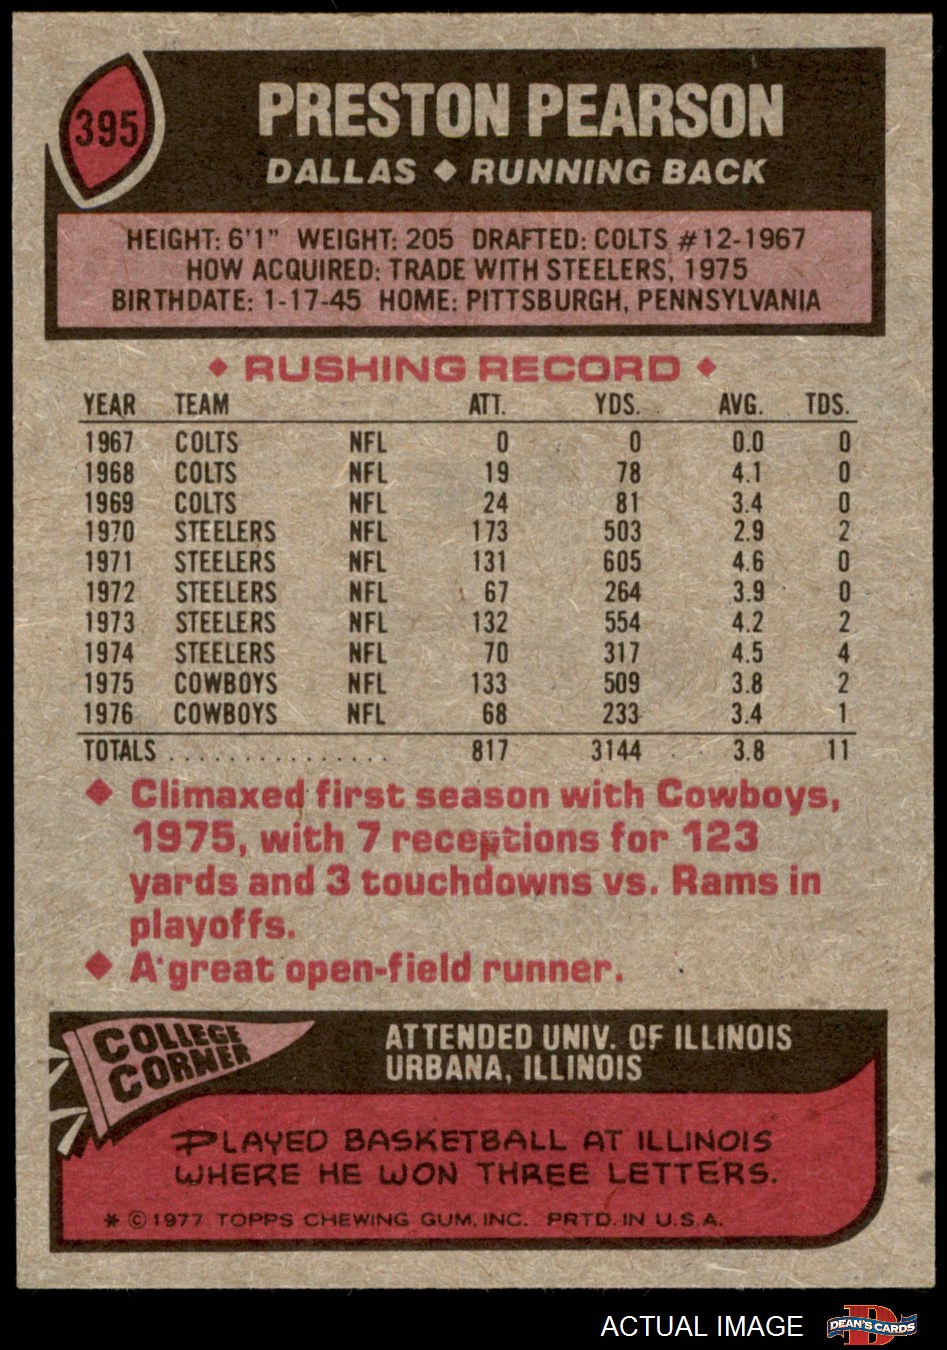 395
PRESTON PEARSON
DALLAS ◆ RUNNING BACK
HEIGHT: 6'1" WEIGHT: 205 DRAFTED: COLTS #12-1967
HOW ACQUIRED: TRADE WITH STEELERS, 1975
BIRTHDATE: 1-17-45 HOME: PITTSBURGH, PENNSYLVANIA
◆ RUSHING RECORD ◆
YEAR TEAM ATT. YDS. AVG. TDS.
1967 COLTS NFL 0 0 0.0 0
1968 COLTS NFL 19 78 4.1 0
1969 COLTS NFL 24 81 3.4 0
1970 STEELERS NFL 173 503 2.9 2
1971 STEELERS NFL 131 605 4.6 0
1972 STEELERS NFL 67 264 3.9 0
1973 STEELERS NFL 132 554 4.2 2
1974 STEELERS NFL 70 317 4.5 4
1975 COWBOYS NFL 133 509 3.8 2
1976 COWBOYS NFL 68 233 3.4 1
TOTALS . . . . . . . . . . . . . . . 817 3144 3.8 11
◆ Climaxed first season with Cowboys,
1975, with 7 receptions for 123
yards and 3 touchdowns vs. Rams in
playoffs.
◆ A great open-field runner.
COLLEGE
CORNER
ATTENDED UNIV. OF ILLINOIS
URBANA, ILLINOIS
PLAYED BASKETBALL AT ILLINOIS
WHERE HE WON THREE LETTERS.
* © 1977 TOPPS CHEWING GUM, INC. PRTD. IN U.S.A.
ACTUAL IMAGE
D
DEAN'S CARDS